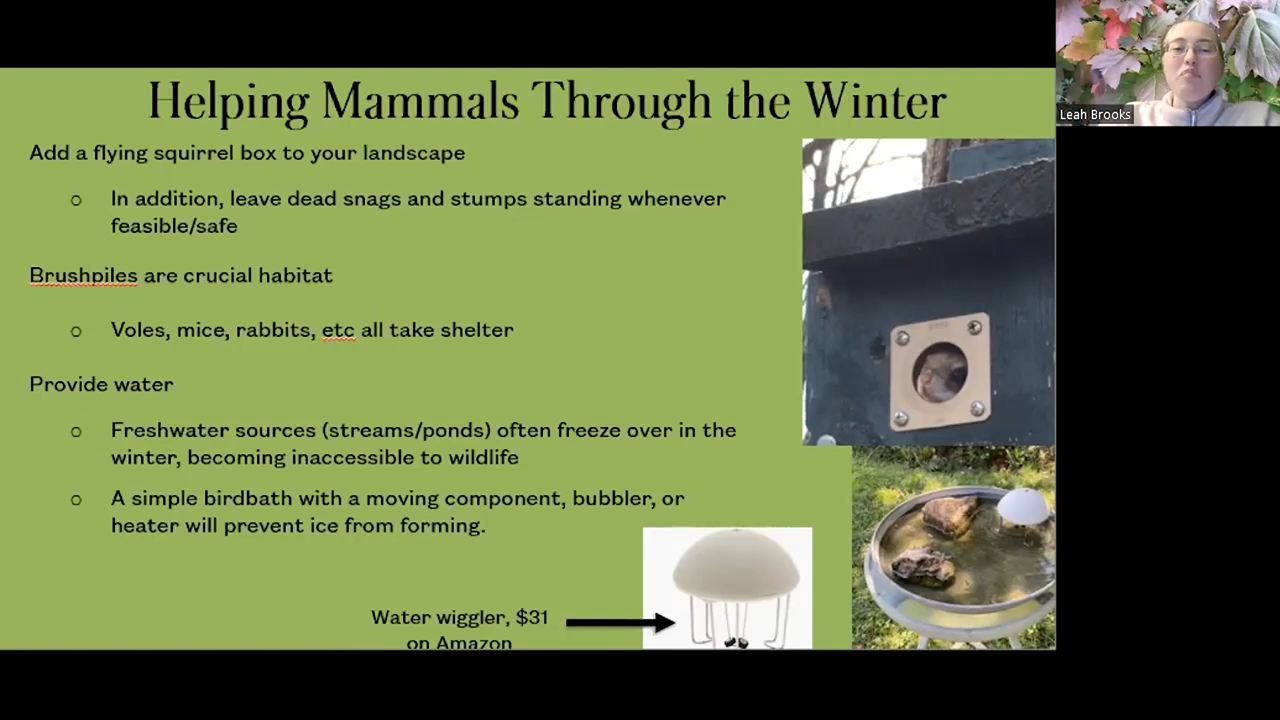 Helping Mammals Through the Winter
Leah Brooks
Add a flying squirrel box to your landscape
o In addition, leave dead snags and stumps standing whenever
feasible/safe
Brushpiles are crucial habitat
o Voles, mice, rabbits, etc all take shelter
Provide water
o Freshwater sources (streams/ponds) often freeze over in the
winter, becoming inaccessible to wildlife
o A simple birdbath with a moving component, bubbler, or
heater will prevent ice from forming.
Water wiggler, $31
on Amazon